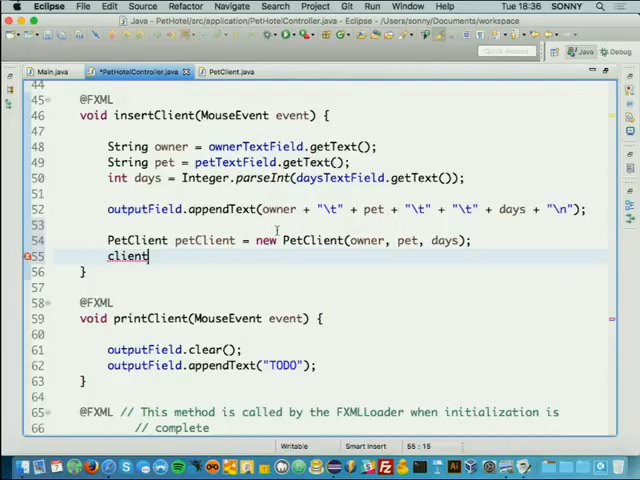 Eclipse File Edit Source Refactor Navigate Search Project Run Window Help Tue 18:36 SONNY
PetHotelController.java - PetHotel/src/application/PetHotelController.java - Eclipse - /Users/sonny/Documents/workspace
Quick Access
Java Debug
Main.java *PetHotelController.java PetClient.java
44
45 @FXML
46 void insertClient(MouseEvent event) {
47
48 String owner = ownerTextField.getText();
49 String pet = petTextField.getText();
50 int days = Integer.parseInt(daysTextField.getText());
51
52 outputField.appendText(owner + "\t" + pet + "\t" + "\t" + days + "\n");
53
54 PetClient petClient = new PetClient(owner, pet, days);
55 client
56 }
57
58 @FXML
59 void printClient(MouseEvent event) {
60
61 outputField.clear();
62 outputField.appendText("TODO");
63 }
64
65 @FXML // This method is called by the FXMLLoader when initialization is
66 // complete
Writable Smart Insert 55 : 15